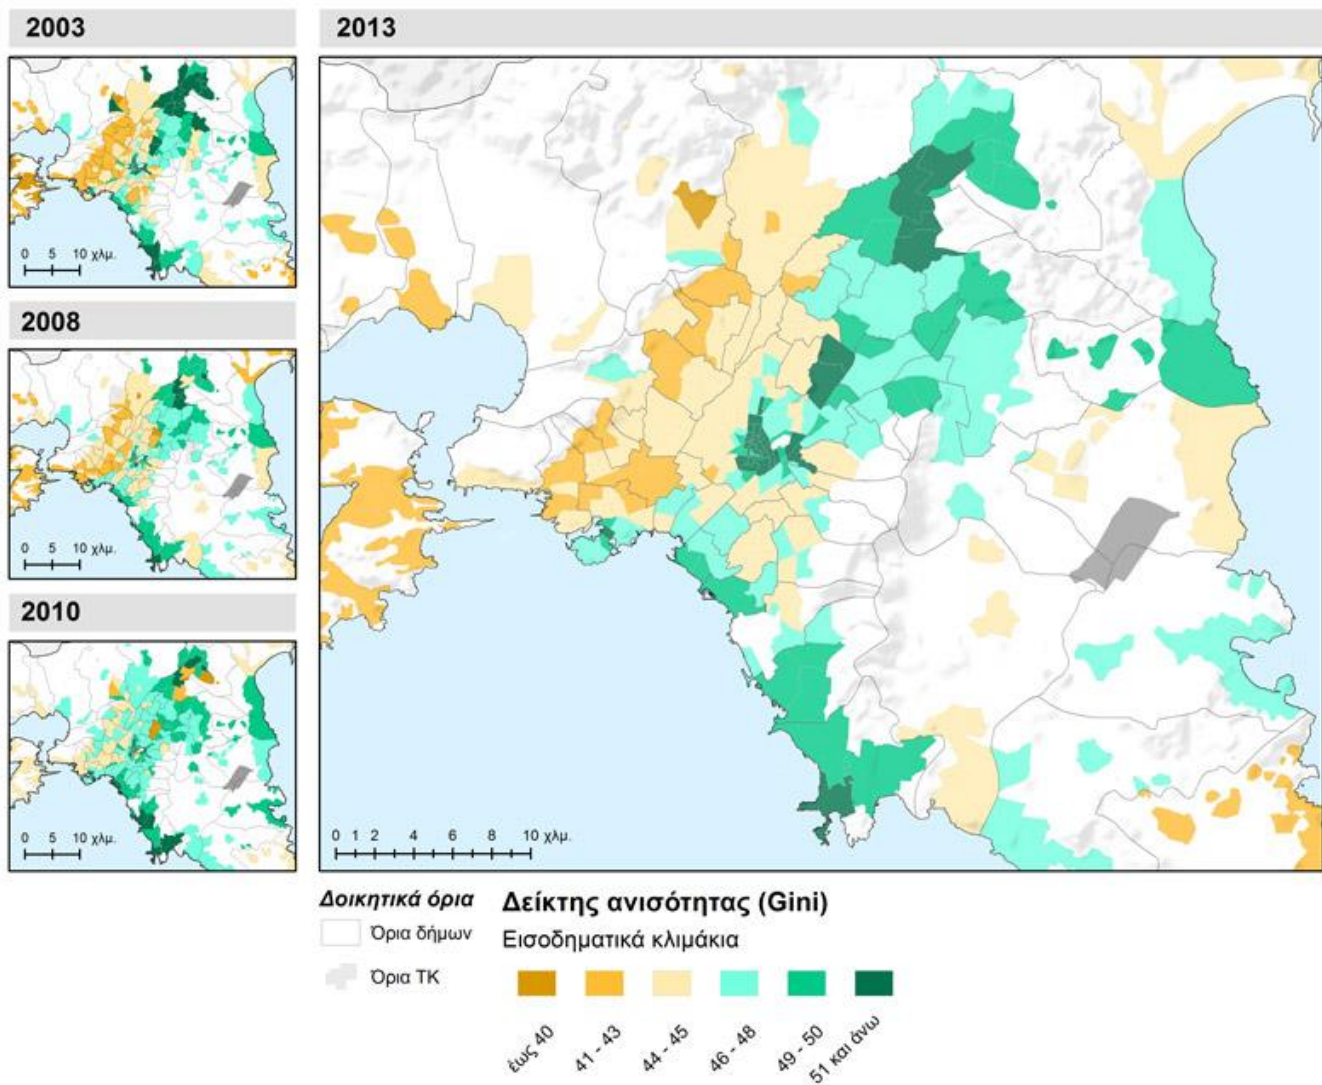 2003
0 5 10 χλμ.
2008
0 5 10 χλμ.
2010
0 5 10 χλμ.
2013
0 1 2 4 6 8 10 χλμ.
Δοικητικά όρια
Όρια δήμων
Όρια ΤΚ
Δείκτης ανισότητας (Gini)
Εισοδηματικά κλιμάκια
έως 40
41 - 43
44 - 45
46 - 48
49 - 50
51 και άνω